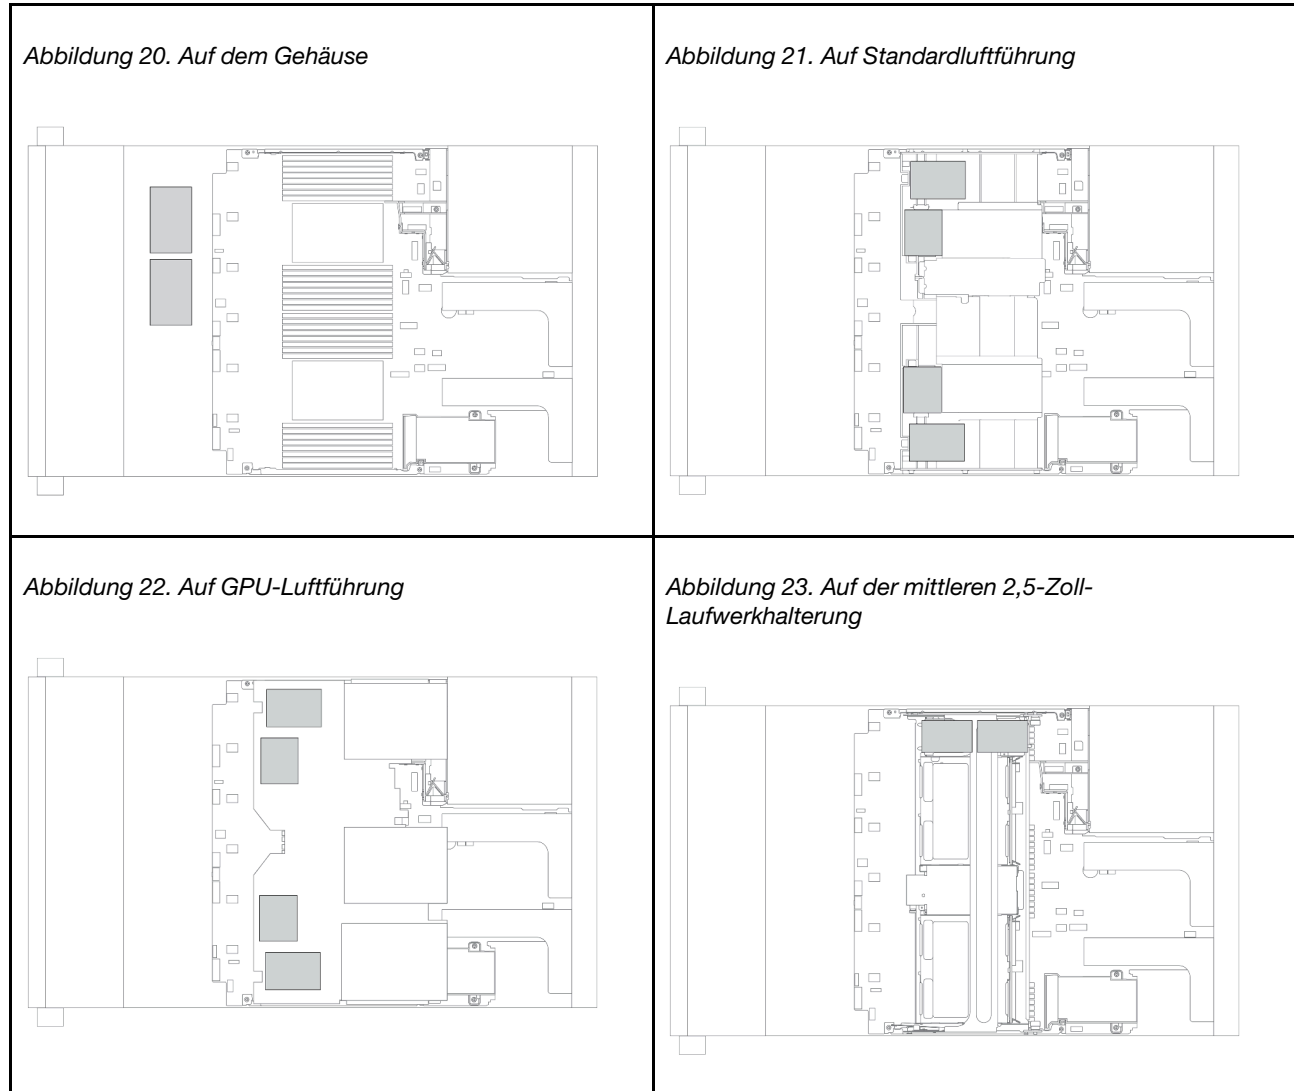 Abbildung 20. Auf dem Gehäuse
Abbildung 21. Auf Standardluftführung
Abbildung 22. Auf GPU-Luftführung
Abbildung 23. Auf der mittleren 2,5-Zoll-
Laufwerkhalterung